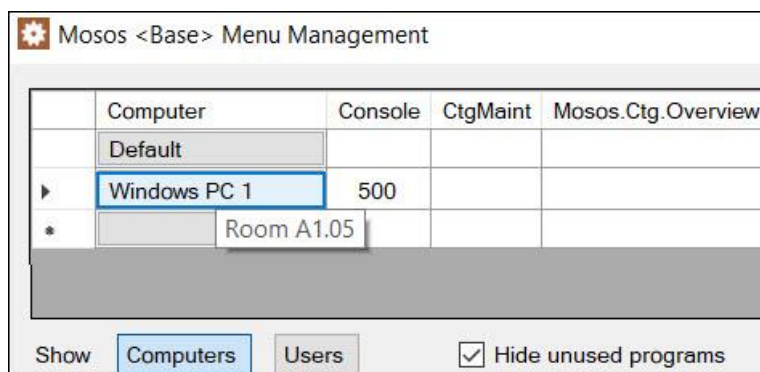 Mosos <Base> Menu Management
Computer Console CtgMaint Mosos.Ctg.Overview
Default
Windows PC 1 500
Room A1.05
Show Computers Users Hide unused programs